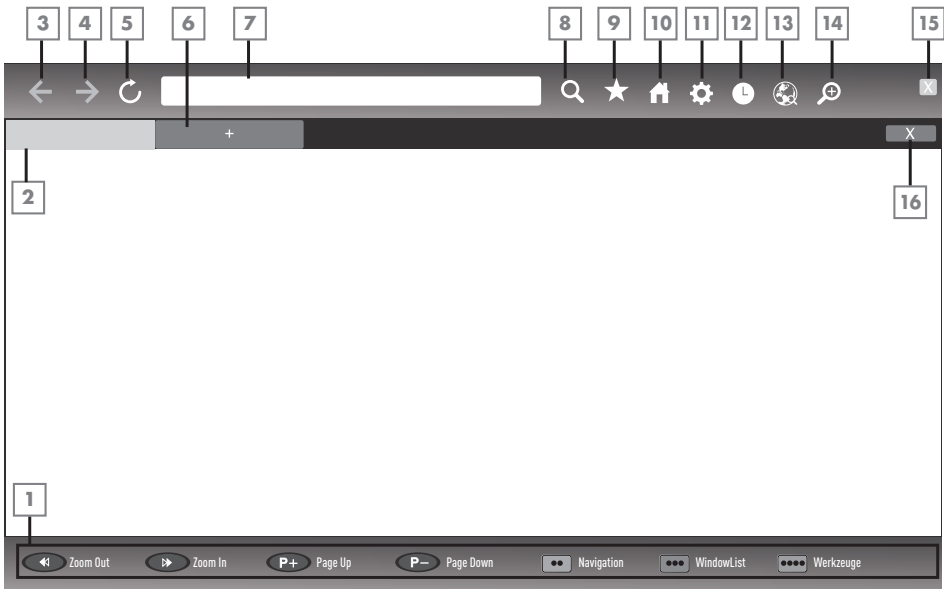 3 4 5 6 7 8 9 10 11 12 13 14 15
X
+ X
2 16
1
Zoom Out Zoom In P+ Page Up P− Page Down Navigation WindowList Werkzeuge